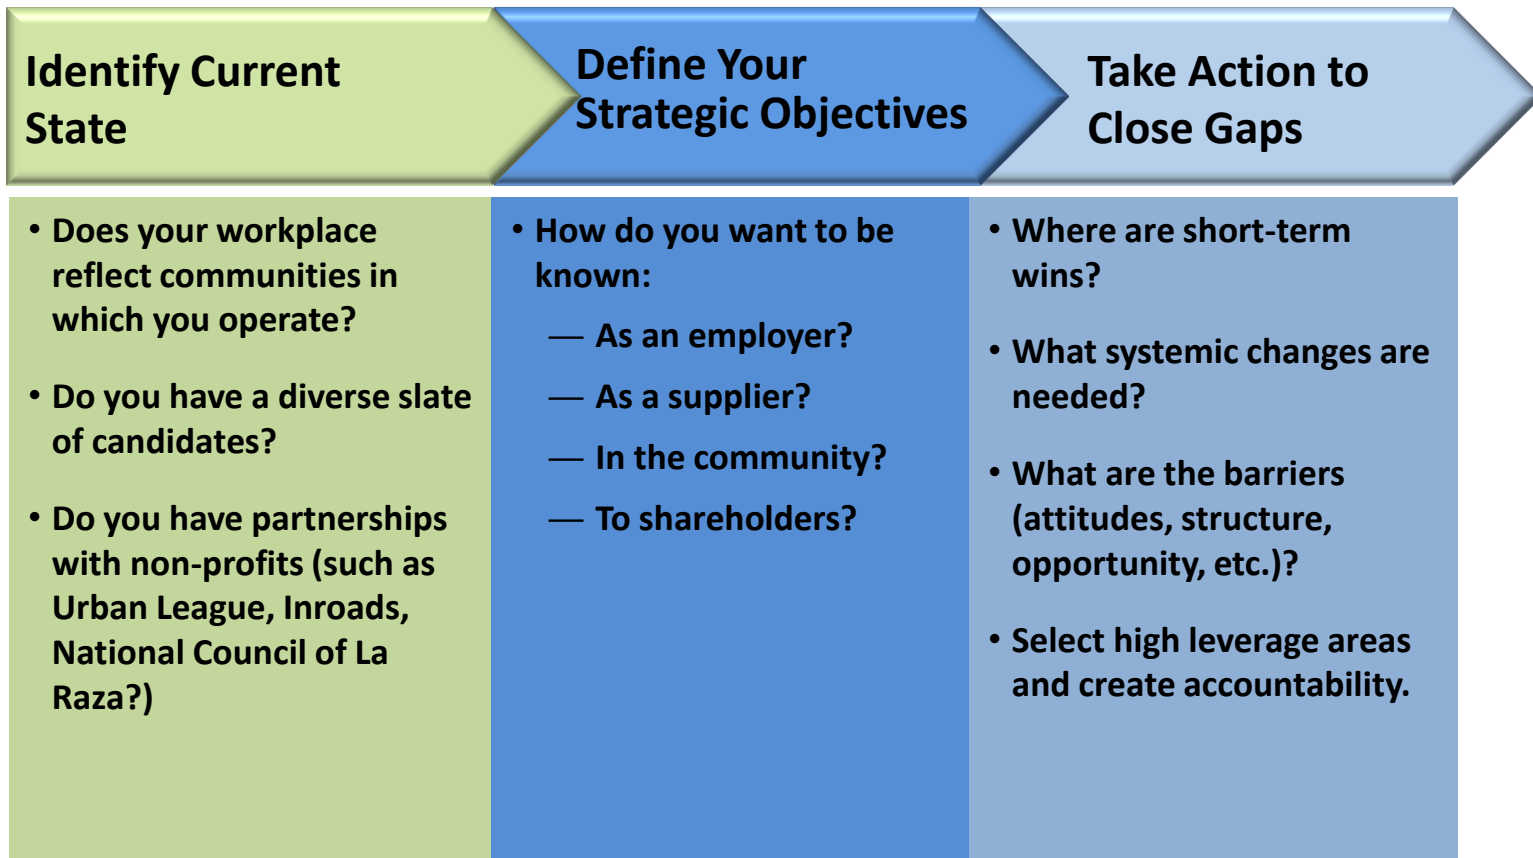 Identify Current
State
Define Your
Strategic Objectives
Take Action to
Close Gaps
• Does your workplace
reflect communities in
which you operate?
• Do you have a diverse slate
of candidates?
• Do you have partnerships
with non-profits (such as
Urban League, Inroads,
National Council of La
Raza?)
• How do you want to be
known:
— As an employer?
— As a supplier?
— In the community?
— To shareholders?
• Where are short-term
wins?
• What systemic changes are
needed?
• What are the barriers
(attitudes, structure,
opportunity, etc.)?
• Select high leverage areas
and create accountability.